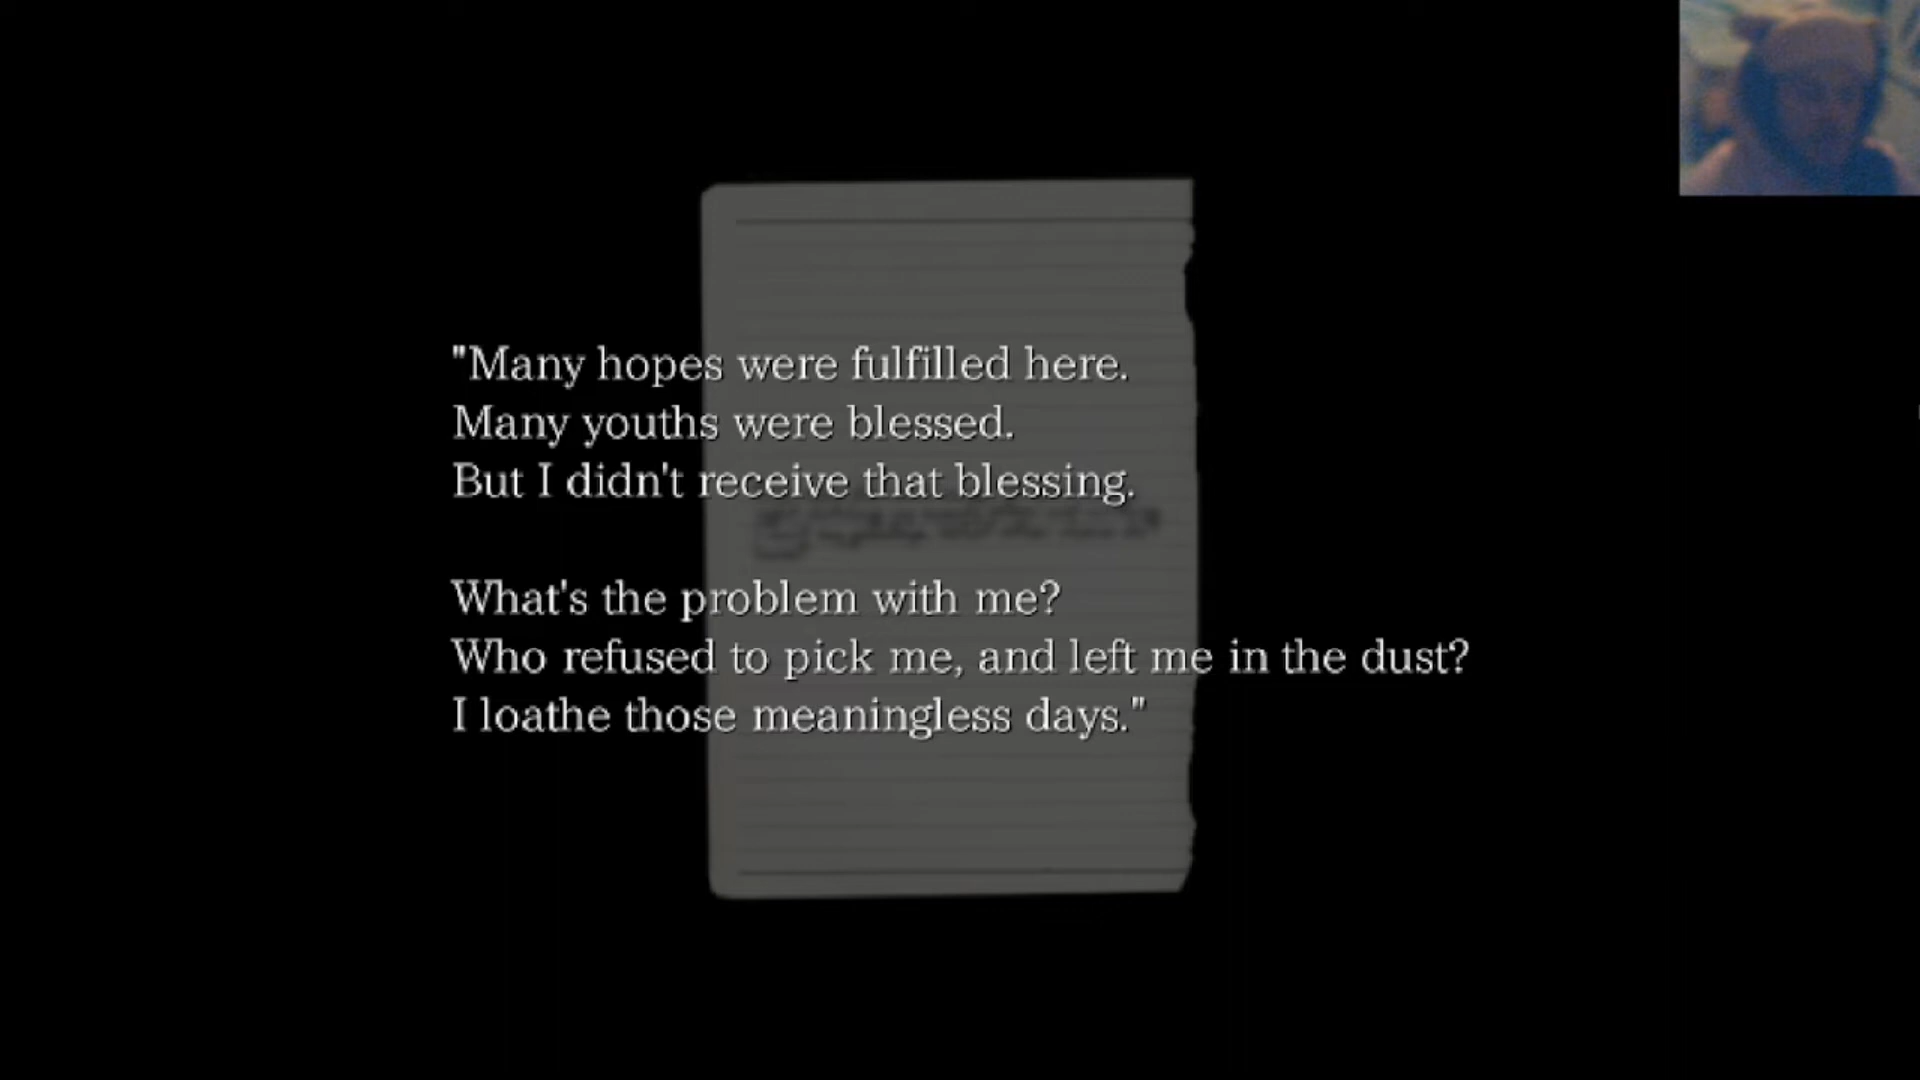 "Many hopes were fulfilled here.
Many youths were blessed.
But I didn't receive that blessing.
What's the problem with me?
Who refused to pick me, and left me in the dust?
I loathe those meaningless days."